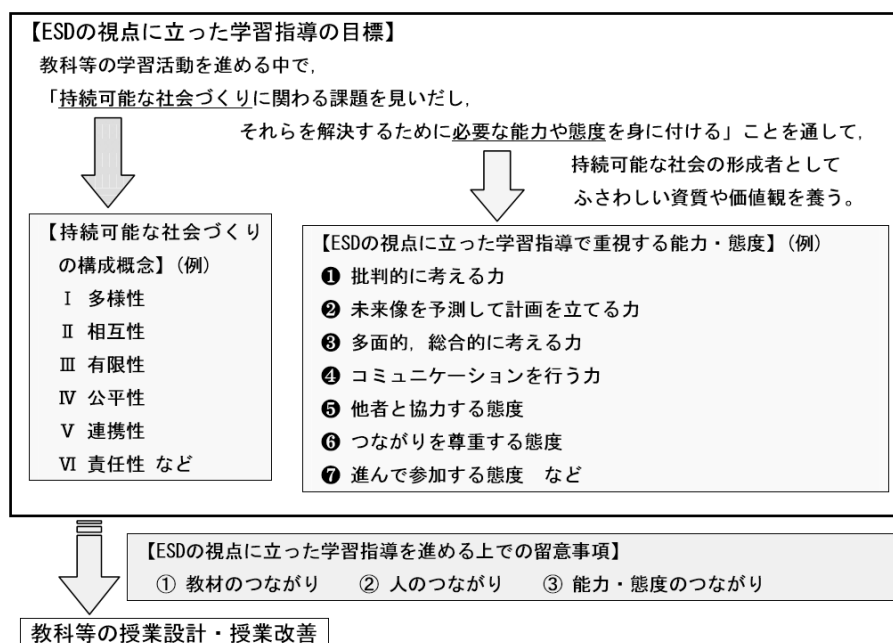 【ESDの視点に立った学習指導の目標】
教科等の学習活動を進める中で,
「持続可能な社会づくりに関わる課題を見いだし,
それらを解決するために必要な能力や態度を身に付ける」ことを通して,
持続可能な社会の形成者として
ふさわしい資質や価値観を養う。
【持続可能な社会づくり
の構成概念】(例)
Ⅰ 多様性
Ⅱ 相互性
Ⅲ 有限性
Ⅳ 公平性
Ⅴ 連携性
Ⅵ 責任性 など
【ESDの視点に立った学習指導で重視する能力・態度】(例)
❶ 批判的に考える力
❷ 未来像を予測して計画を立てる力
❸ 多面的, 総合的に考える力
❹ コミュニケーションを行う力
❺ 他者と協力する態度
❻ つながりを尊重する態度
❼ 進んで参加する態度 など
【ESDの視点に立った学習指導を進める上での留意事項】
① 教材のつながり ② 人のつながり ③ 能力・態度のつながり
教科等の授業設計・授業改善